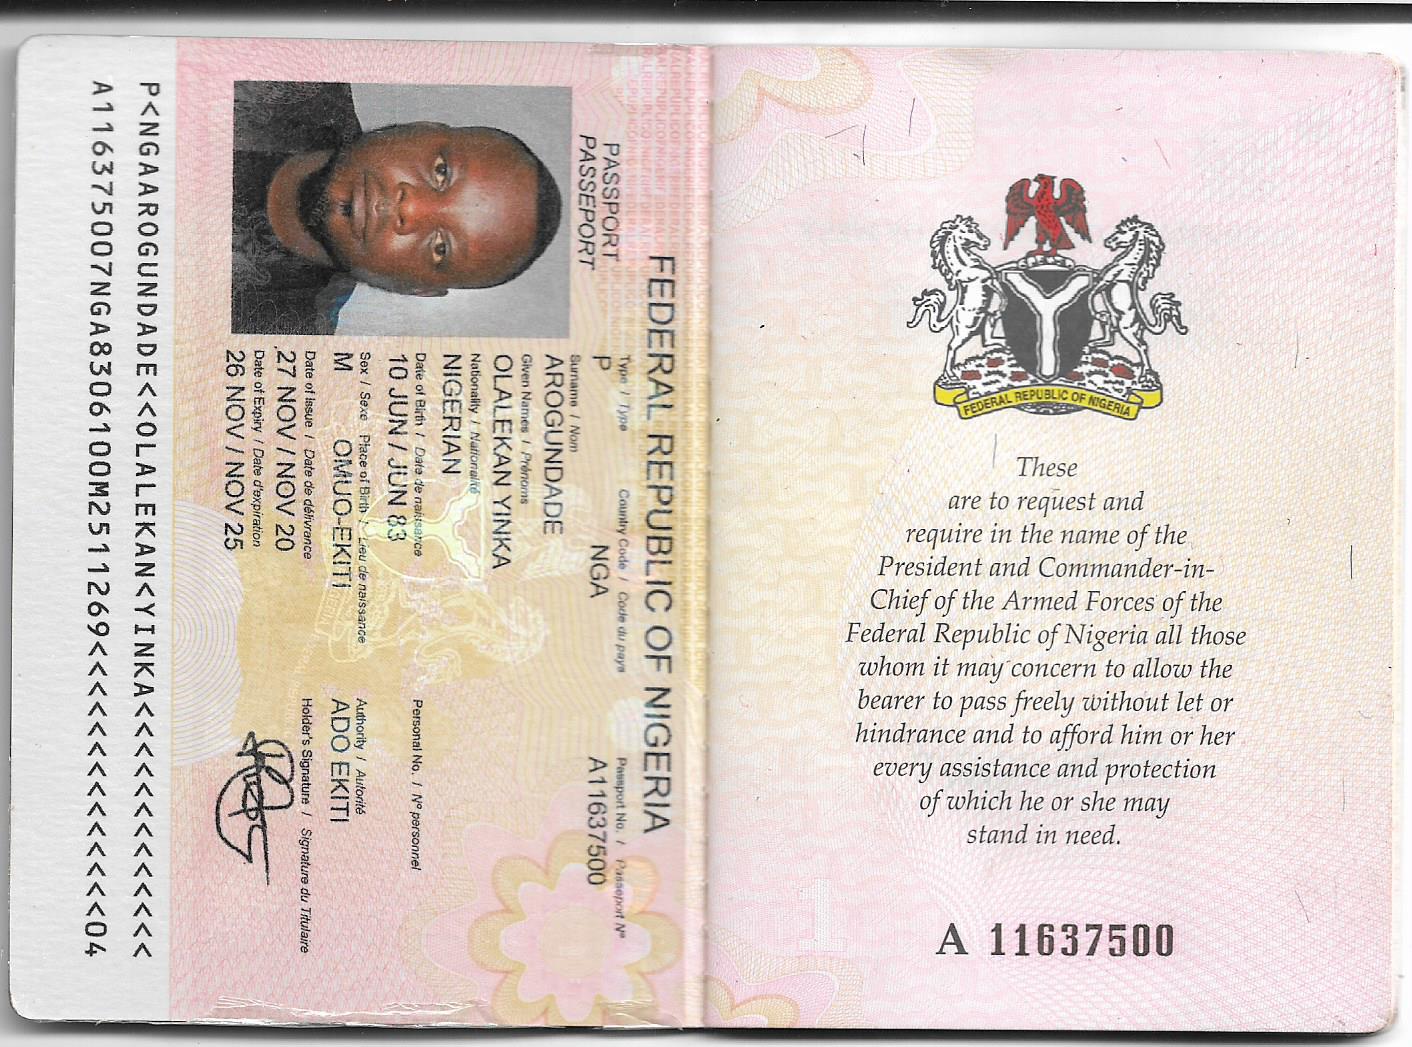 FEDERAL REPUBLIC OF NIGERIA
These
are to request and
require in the name of the
President and Commander-in-
Chief of the Armed Forces of the
Federal Republic of Nigeria all those
whom it may concern to allow the
bearer to pass freely without let or
hindrance and to afford him or her
every assistance and protection
of which he or she may
stand in need.
A 11637500
FEDERAL REPUBLIC OF NIGERIA
PASSPORT
PASSEPORT
Type / Type Country Code / Code du pays Passport No. / Passeport Nº
P NGA A11637500
Surname / Nom
AROGUNDADE
Given Names / Prénoms
OLALEKAN YINKA
Nationality / Nationalité
NIGERIAN
Date of Birth / Date de naissance Personal No. / Nº personnel
10 JUN / JUN 83
Sex / Sexe Place of Birth / Lieu de naissance Authority / Autorité
M OMUO-EKITI ADO EKITI
Date of Issue / Date de délivrance Holder's Signature / Signature du Titulaire
27 NOV / NOV 20
Date of Expiry / Date d'expiration
26 NOV / NOV 25
P<NGAAROGUNDADE<<OLALEKAN<YINKA<<<<<<<<<<<<<
A116375007NGA8306100M2511269<<<<<<<<<<<<<<04